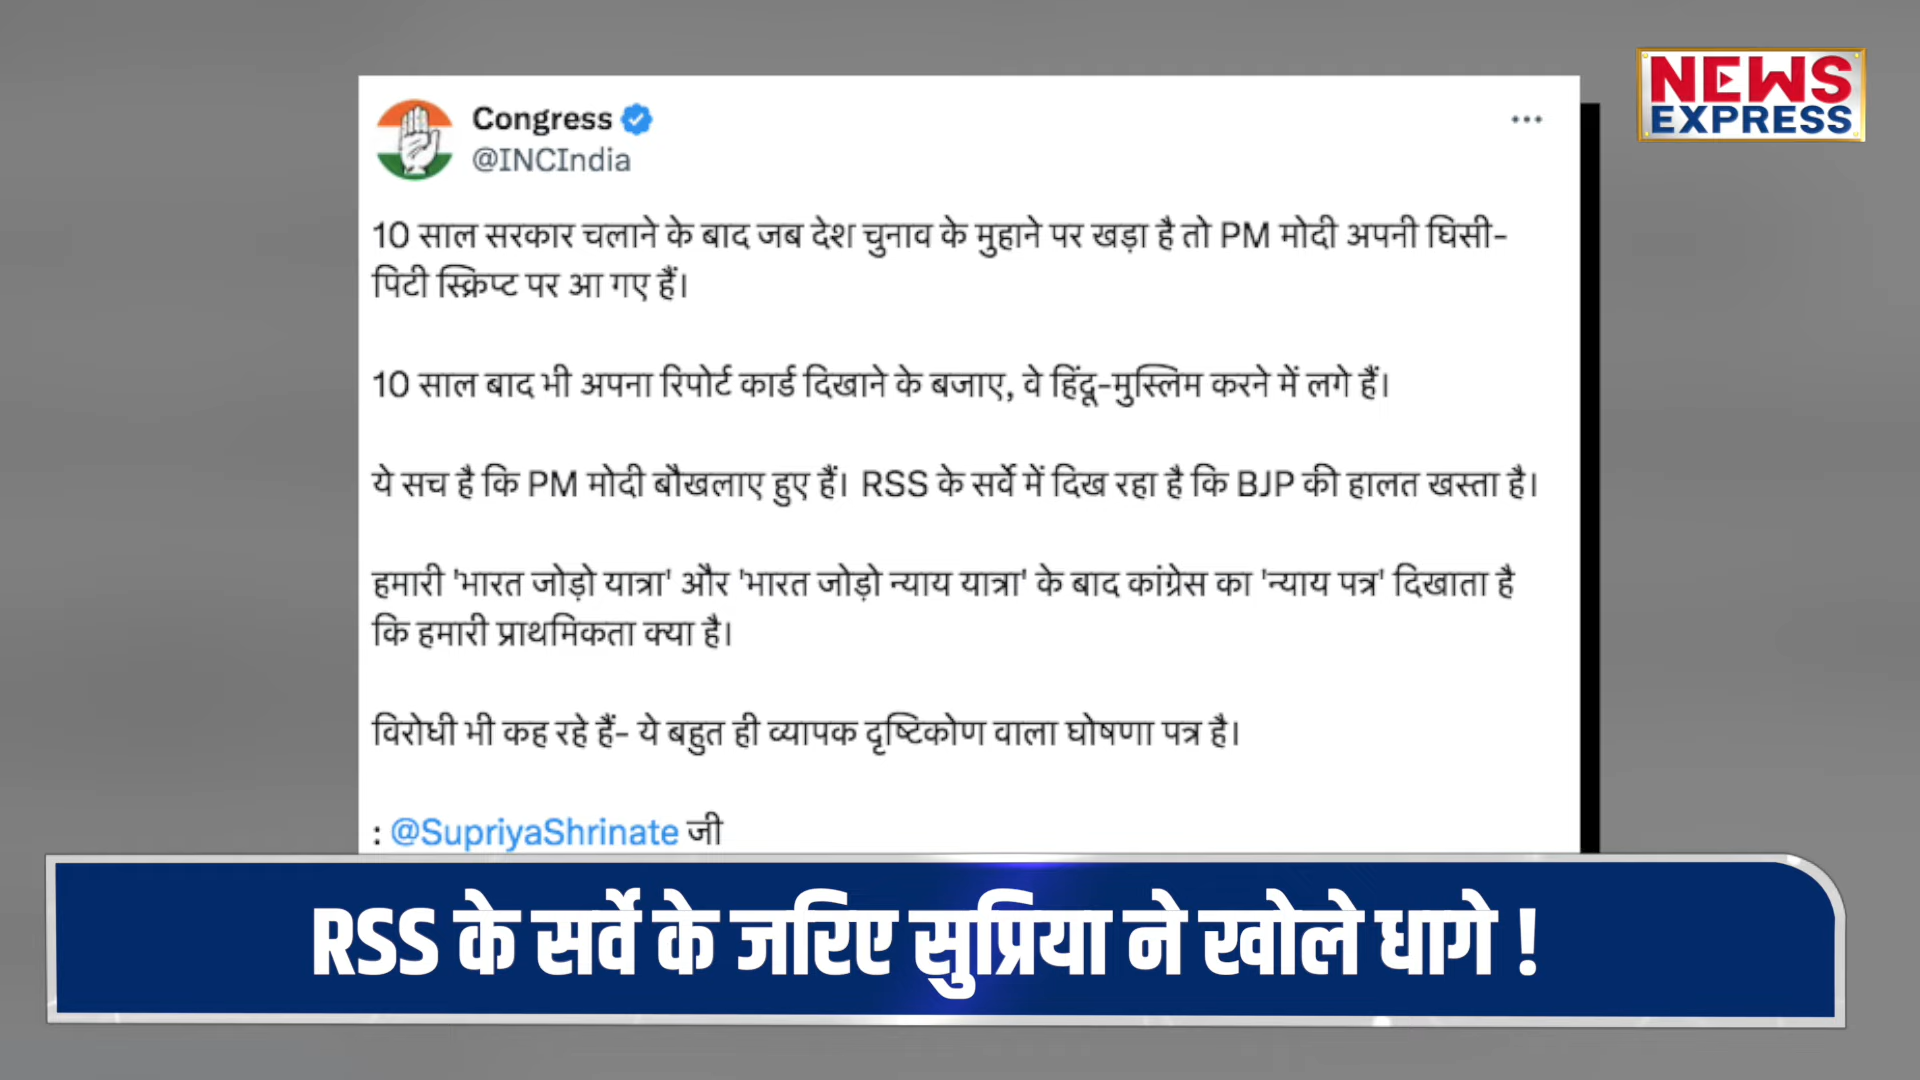 NEWS
EXPRESS
Congress
@INCIndia
10 साल सरकार चलाने के बाद जब देश चुनाव के मुहाने पर खड़ा है तो PM मोदी अपनी घिसी-
पिटी स्क्रिप्ट पर आ गए हैं।
10 साल बाद भी अपना रिपोर्ट कार्ड दिखाने के बजाए, वे हिंदू-मुस्लिम करने में लगे हैं।
ये सच है कि PM मोदी बौखलाए हुए हैं। RSS के सर्वे में दिख रहा है कि BJP की हालत खस्ता है।
हमारी 'भारत जोड़ो यात्रा' और 'भारत जोड़ो न्याय यात्रा' के बाद कांग्रेस का 'न्याय पत्र' दिखाता है
कि हमारी प्राथमिकता क्या है।
विरोधी भी कह रहे हैं- ये बहुत ही व्यापक दृष्टिकोण वाला घोषणा पत्र है।
: @SupriyaShrinate जी
RSS के सर्वे के जरिए सुप्रिया ने खोले धागे !